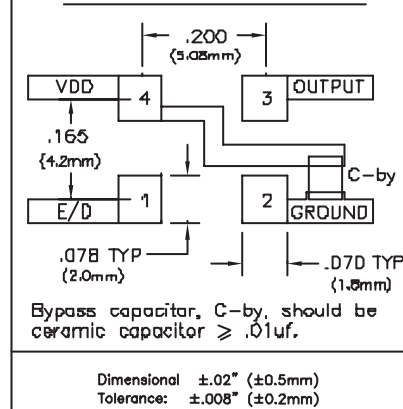 .200
(5.08mm)
VDD
4
3
OUTPUT
.165
(4.2mm)
C-by
E/D
1
2
GROUND
.078 TYP
(2.0mm)
.070 TYP
(1.8mm)
Bypass capacitor, C-by, should be
ceramic capacitor ≥ .01uf.
Dimensional ±.02" (±0.5mm)
Tolerance: ±.008" (±0.2mm)